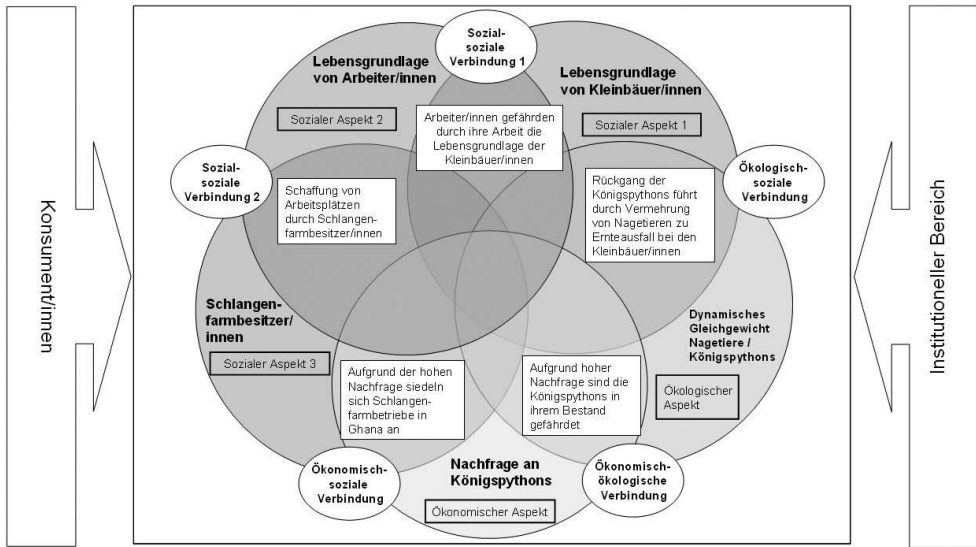 Konsument/innen
Sozial-
soziale
Verbindung 1
Lebensgrundlage
von Arbeiter/innen
Sozialer Aspekt 2
Lebensgrundlage
von Kleinbäuer/innen
Sozialer Aspekt 1
Arbeiter/innen gefährden
durch ihre Arbeit die
Lebensgrundlage der
Kleinbäuer/innen
Sozial-
soziale
Verbindung 2
Schaffung von
Arbeitsplätzen
durch Schlangen-
farmbesitzer/innen
Rückgang der
Königspythons führt
durch Vermehrung
von Nagetieren zu
Ernteausfall bei den
Kleinbäuer/innen
Ökologisch-
soziale
Verbindung
Schlangen-
farmbesitzer/
innen
Sozialer Aspekt 3
Dynamisches
Gleichgewicht
Nagetiere /
Königspythons
Ökologischer
Aspekt
Aufgrund der hohen
Nachfrage siedeln
sich Schlangen-
farmbetriebe in
Ghana an
Aufgrund hoher
Nachfrage sind die
Königspythons in
ihrem Bestand
gefährdet
Ökonomisch-
soziale
Verbindung
Nachfrage an
Königspythons
Ökonomischer Aspekt
Ökonomisch-
ökologische
Verbindung
Institutioneller Bereich